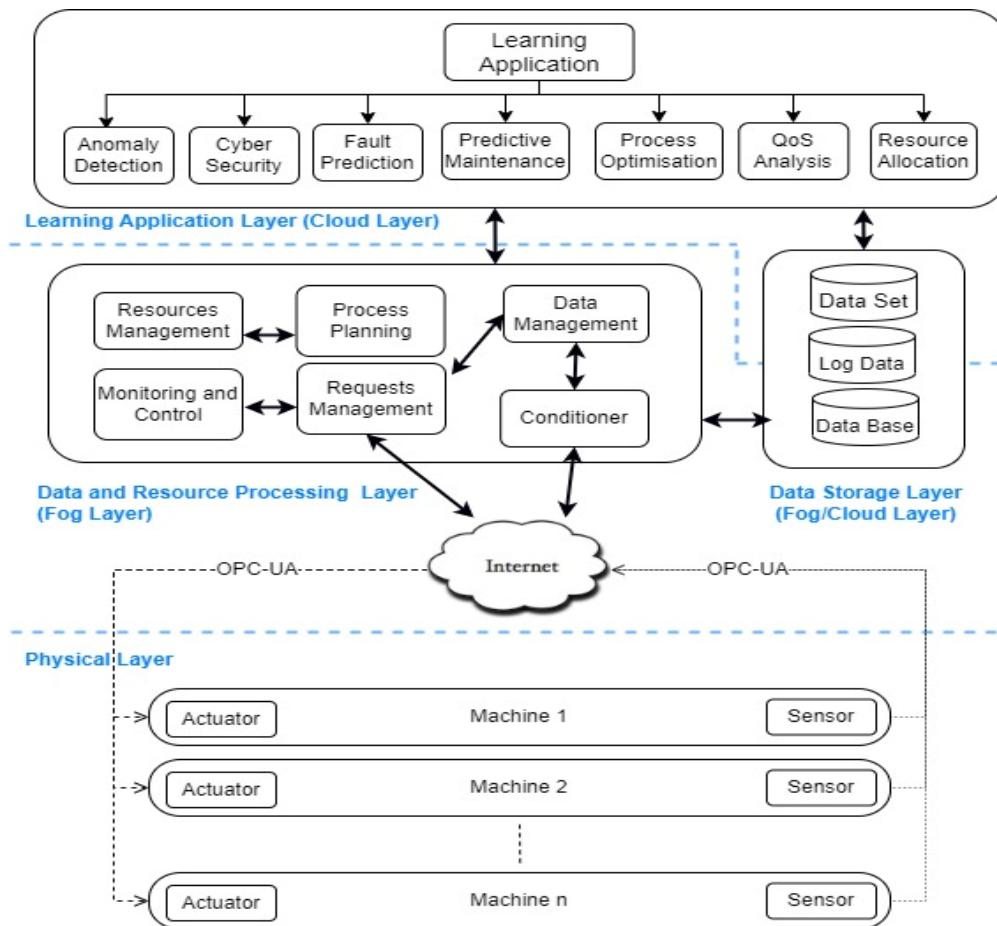 Learning
Application
Anomaly
Detection
Cyber
Security
Fault
Prediction
Predictive
Maintenance
Process
Optimisation
QoS
Analysis
Resource
Allocation
Learning Application Layer (Cloud Layer)
Resources
Management
Process
Planning
Data
Management
Monitoring and
Control
Requests
Management
Conditioner
Data Set
Log Data
Data Base
Data and Resource Processing Layer
(Fog Layer)
Data Storage Layer
(Fog/Cloud Layer)
OPC-UA
Internet
OPC-UA
Physical Layer
Actuator
Machine 1
Sensor
Actuator
Machine 2
Sensor
Actuator
Machine n
Sensor